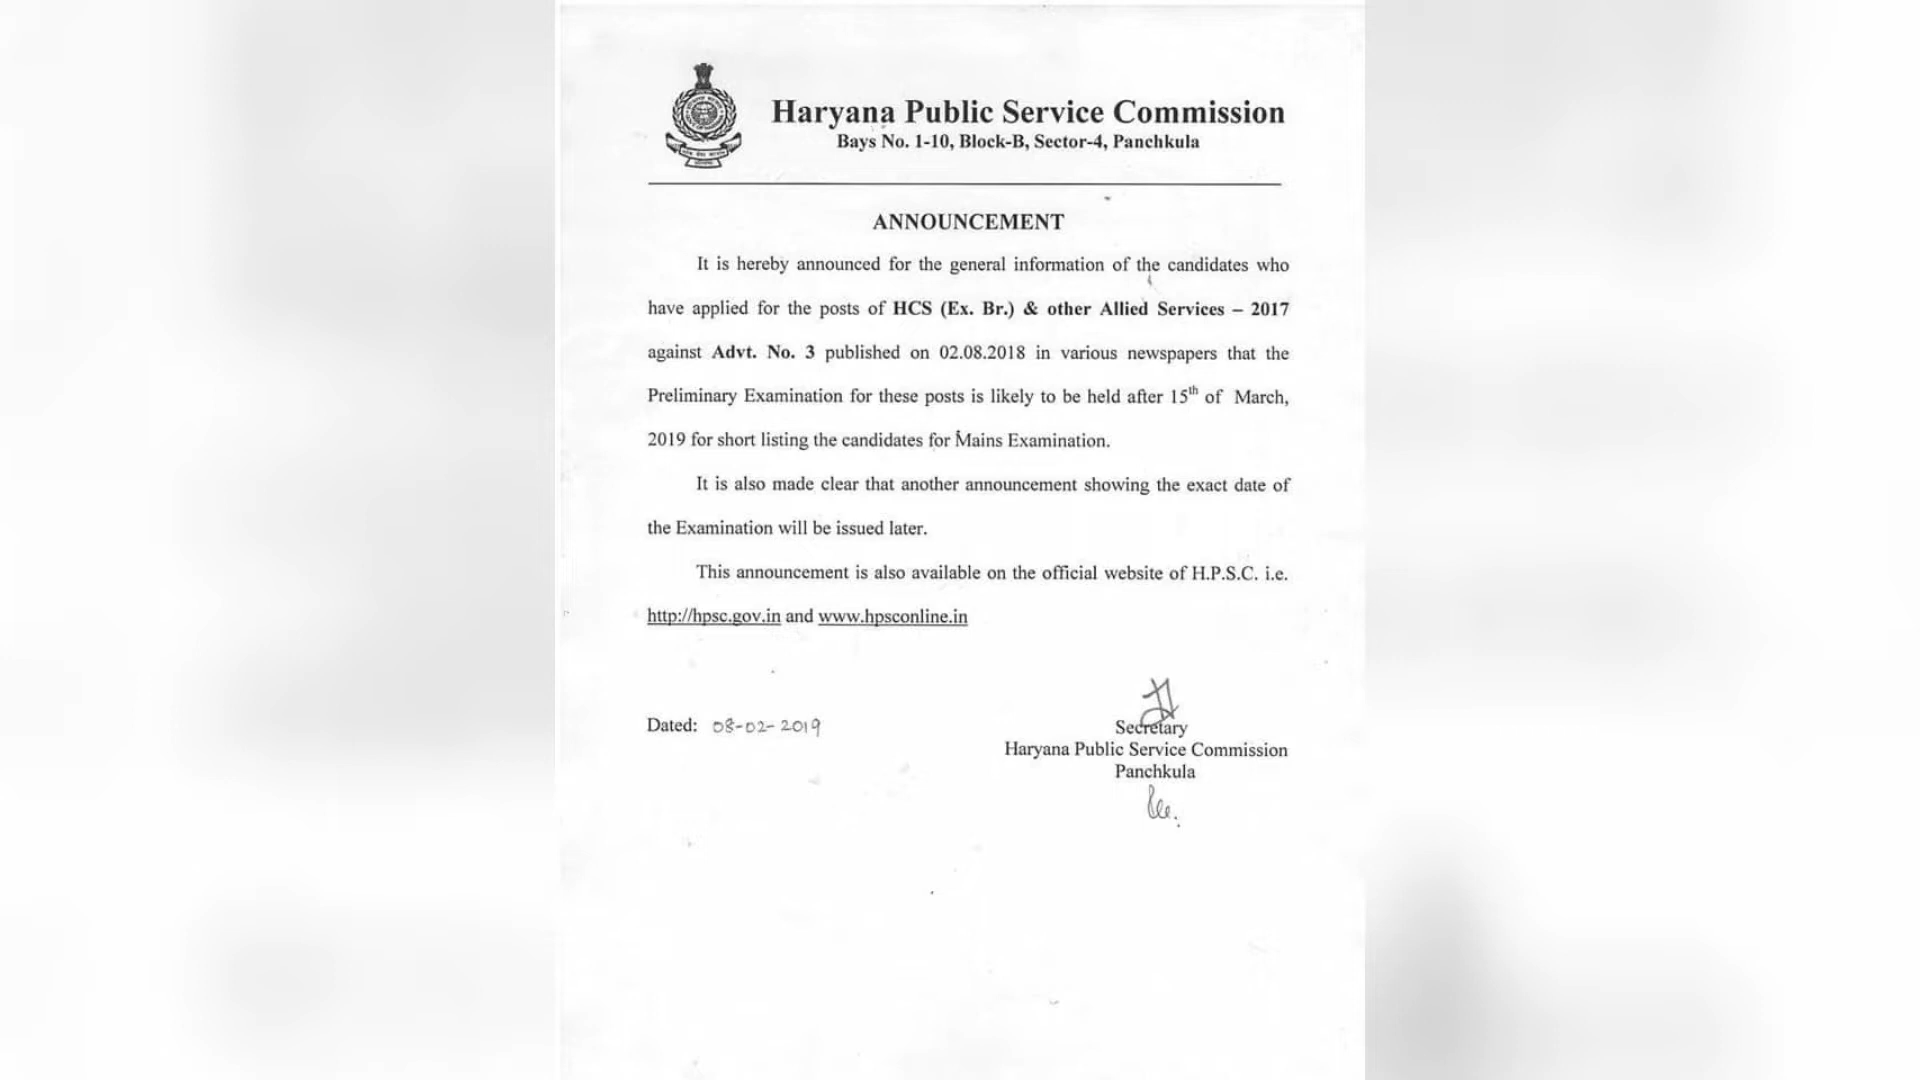 Haryana Public Service Commission
Bays No. 1-10, Block-B, Sector-4, Panchkula
ANNOUNCEMENT
It is hereby announced for the general information of the candidates who
have applied for the posts of HCS (Ex. Br.) & other Allied Services – 2017
against Advt. No. 3 published on 02.08.2018 in various newspapers that the
Preliminary Examination for these posts is likely to be held after 15th of March,
2019 for short listing the candidates for Mains Examination.
It is also made clear that another announcement showing the exact date of
the Examination will be issued later.
This announcement is also available on the official website of H.P.S.C. i.e.
http://hpsc.gov.in and www.hpsconline.in
Dated: 08-02-2019
Secretary
Haryana Public Service Commission
Panchkula